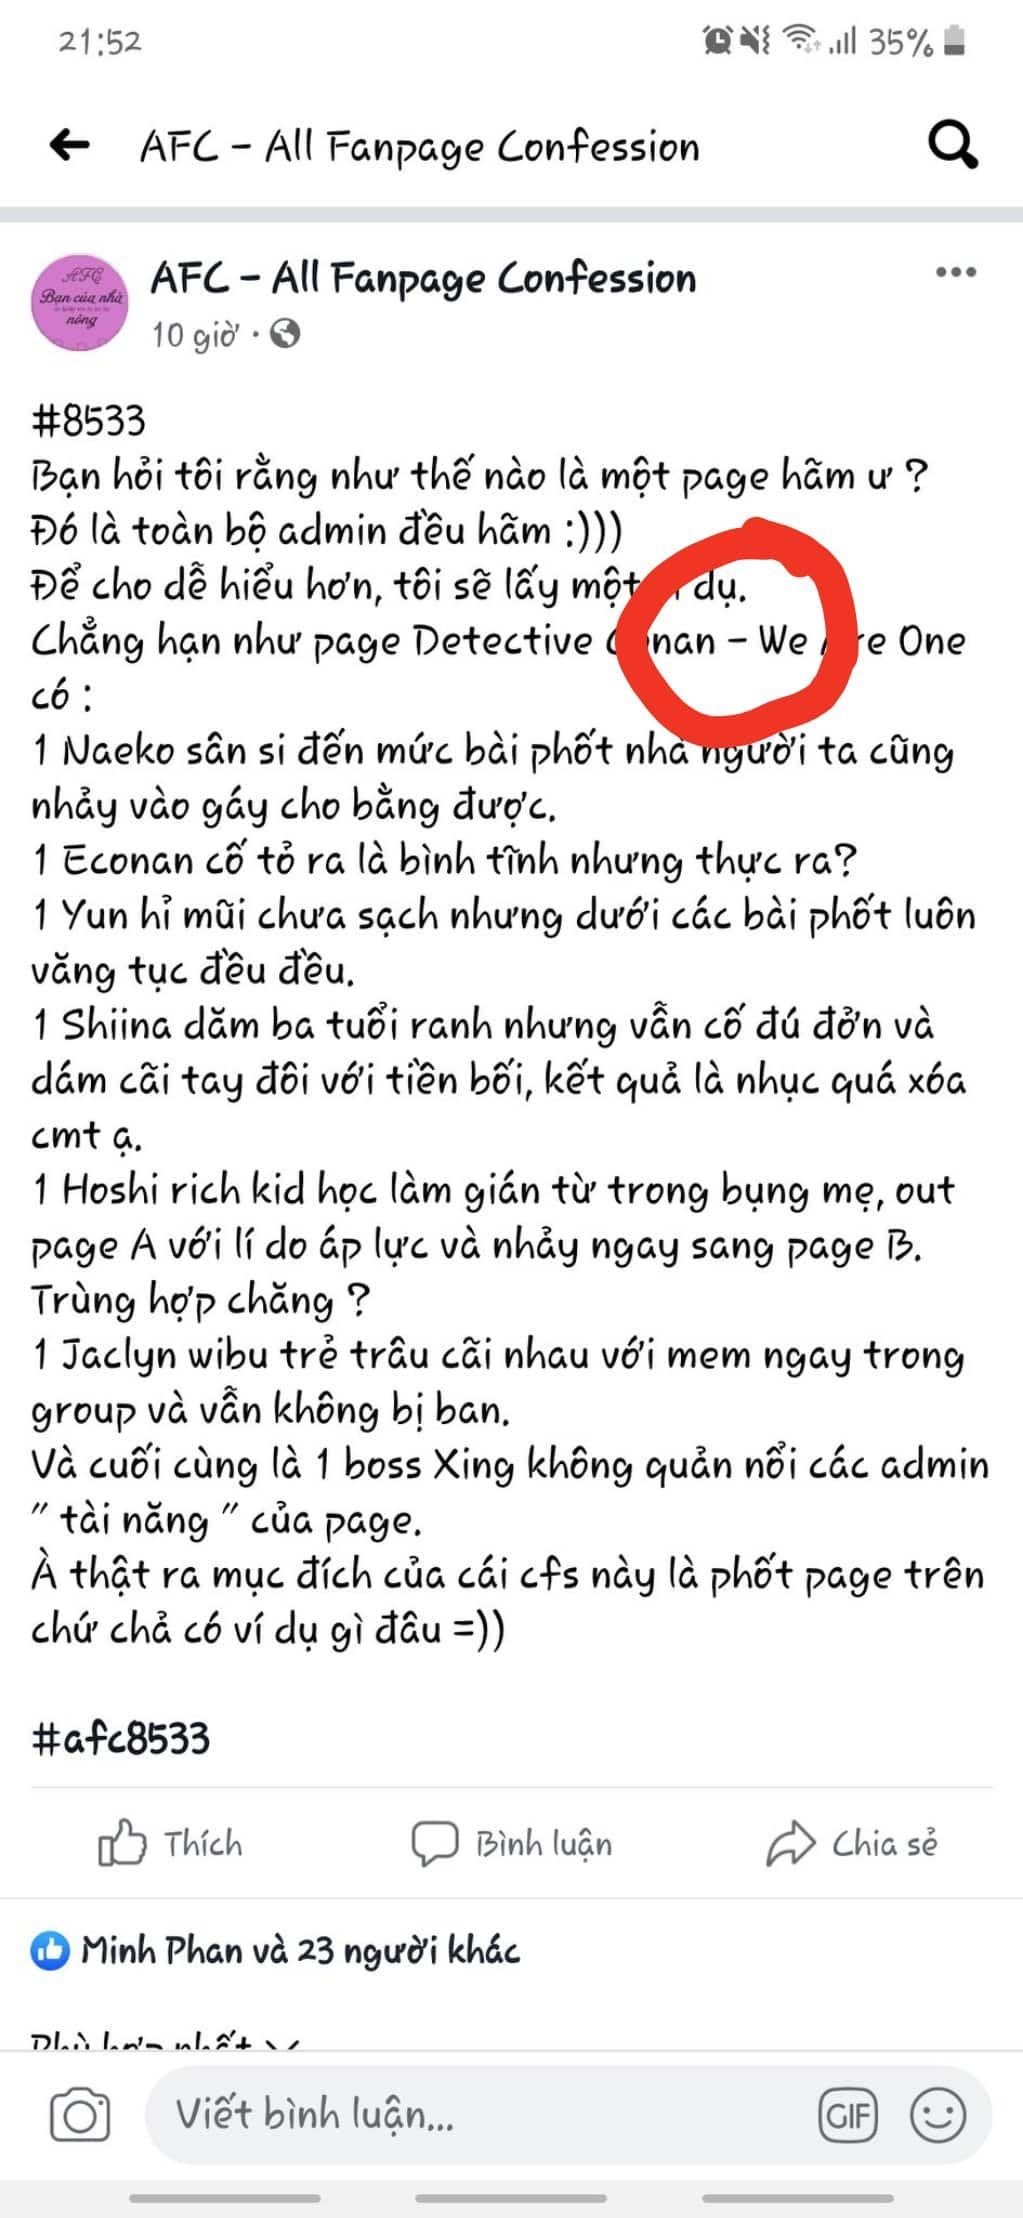 21:52
35%
AFC - All Fanpage Confession
AFC
Bạn của nhà
nông
AFC - All Fanpage Confession
10 giờ
#8533
Bạn hỏi tôi rằng như thế nào là một page hãm ư ?
Đó là toàn bộ admin đều hãm :)))
Để cho dễ hiểu hơn, tôi sẽ lấy một dụ.
Chẳng hạn như page Detective - We One
có :
1 Naeko sân si đến mức bài phốt nhà người ta cũng
nhảy vào gáy cho bằng được.
1 Econan cố tỏ ra là bình tĩnh nhưng thực ra?
1 Yun hỉ mũi chưa sạch nhưng dưới các bài phốt luôn
văng tục đều đều.
1 Shiina dăm ba tuổi ranh nhưng vẫn cố đú đởn và
dám cãi tay đôi với tiền bối, kết quả là nhục quá xóa
cmt ạ.
1 Hoshi rich kid học làm gián từ trong bụng mẹ, out
page A với lí do áp lực và nhảy ngay sang page B.
Trùng hợp chăng ?
1 Jaclyn wibu trẻ trâu cãi nhau với mem ngay trong
group và vẫn không bị ban.
Và cuối cùng là 1 boss Xing không quản nổi các admin
" tài năng " của page.
À thật ra mục đích của cái cfs này là phốt page trên
chứ chả có ví dụ gì đâu =))
#afc8533
Thích
Bình luận
Chia sẻ
Minh Phan và 23 người khác
Phù hợp nhất
Viết bình luận...
GIF